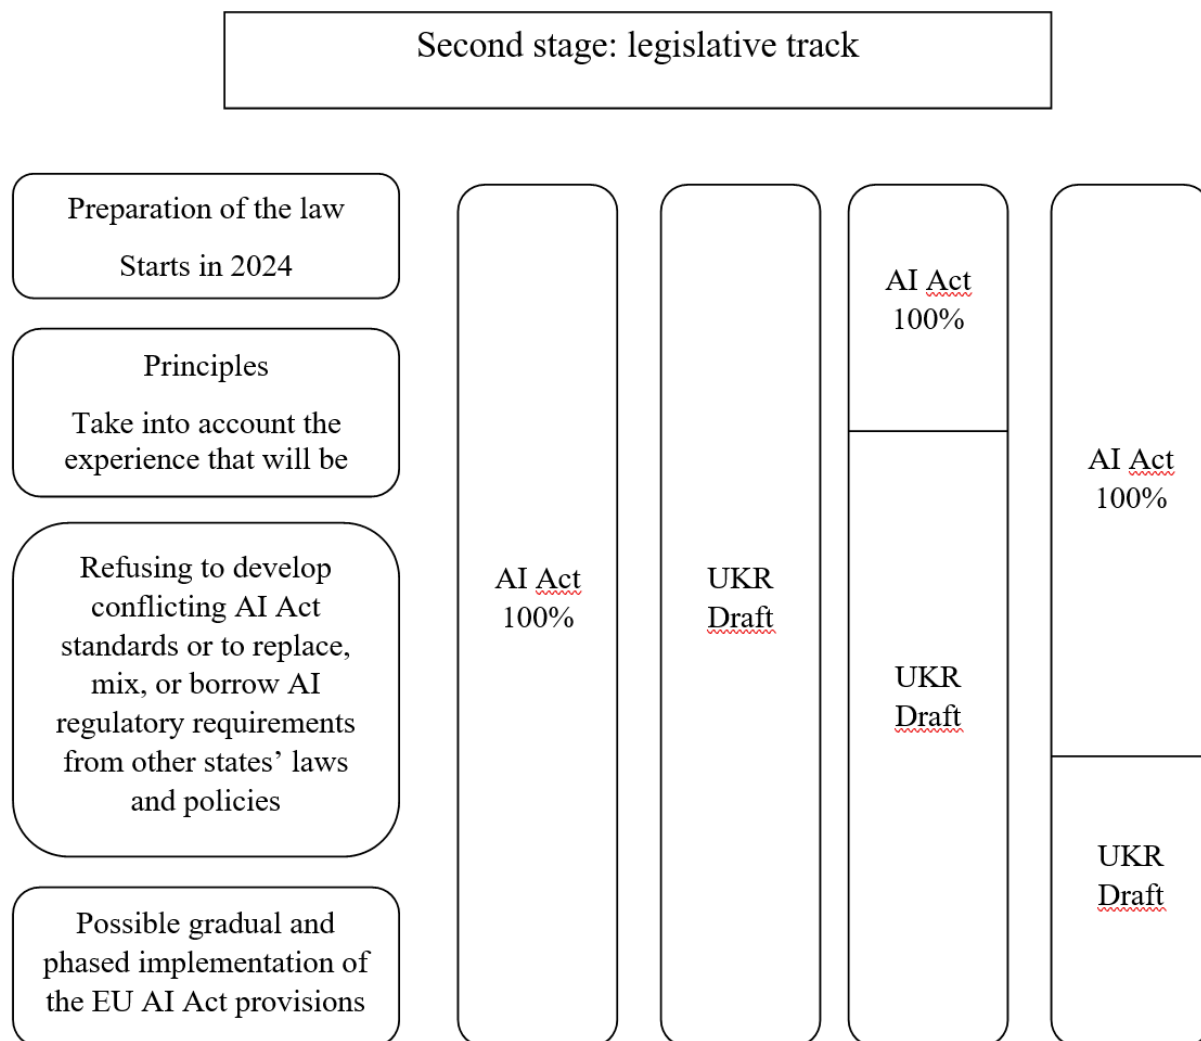 Second stage: legislative track
Preparation of the law
Starts in 2024
Principles
Take into account the
experience that will be
Refusing to develop
conflicting AI Act
standards or to replace,
mix, or borrow AI
regulatory requirements
from other states’ laws
and policies
Possible gradual and
phased implementation of
the EU AI Act provisions
AI Act
100%
UKR
Draft
AI Act
100%
UKR
Draft
AI Act
100%
UKR
Draft